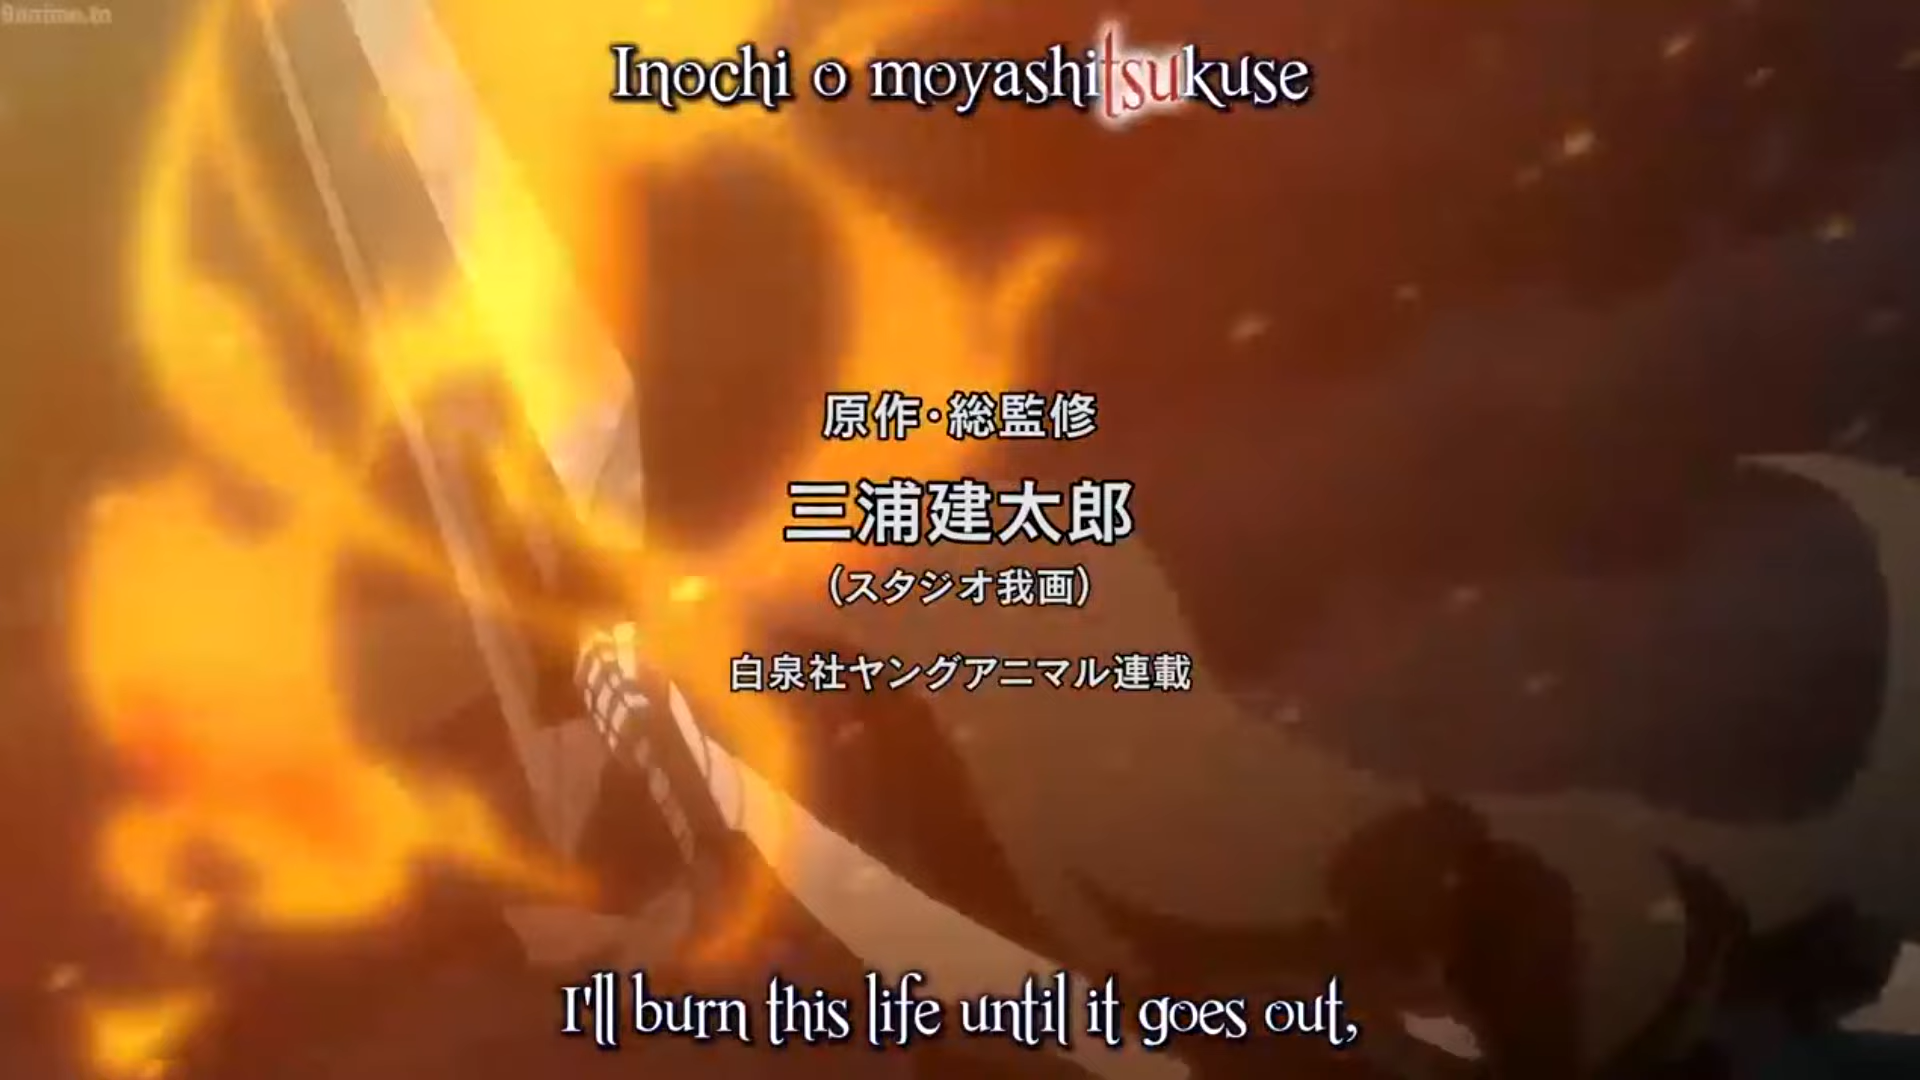 9anime.to
Inochi o moyashitsukuse
原作・総監修
三浦建太郎
(スタジオ我画)
白泉社ヤングアニマル連載
I'll burn this life until it goes out,